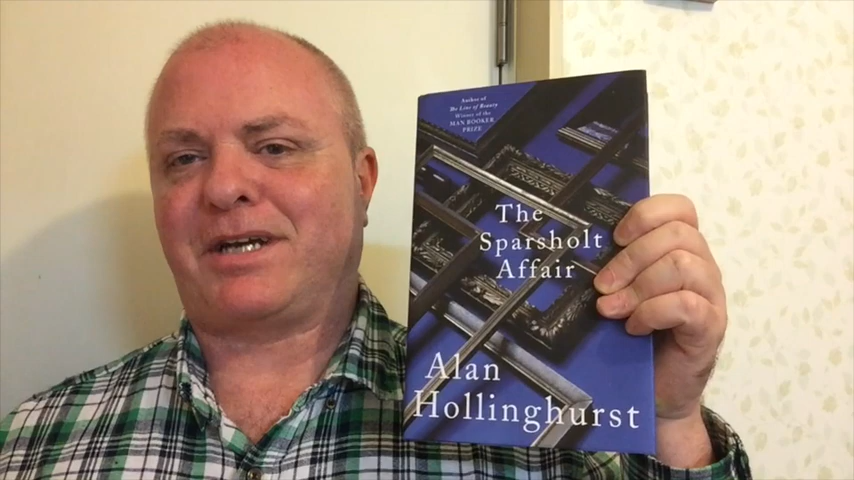 Author of
The Line of Beauty
Winner of the
MAN BOOKER
PRIZE
The
Sparsholt
Affair
Alan
Hollinghurst